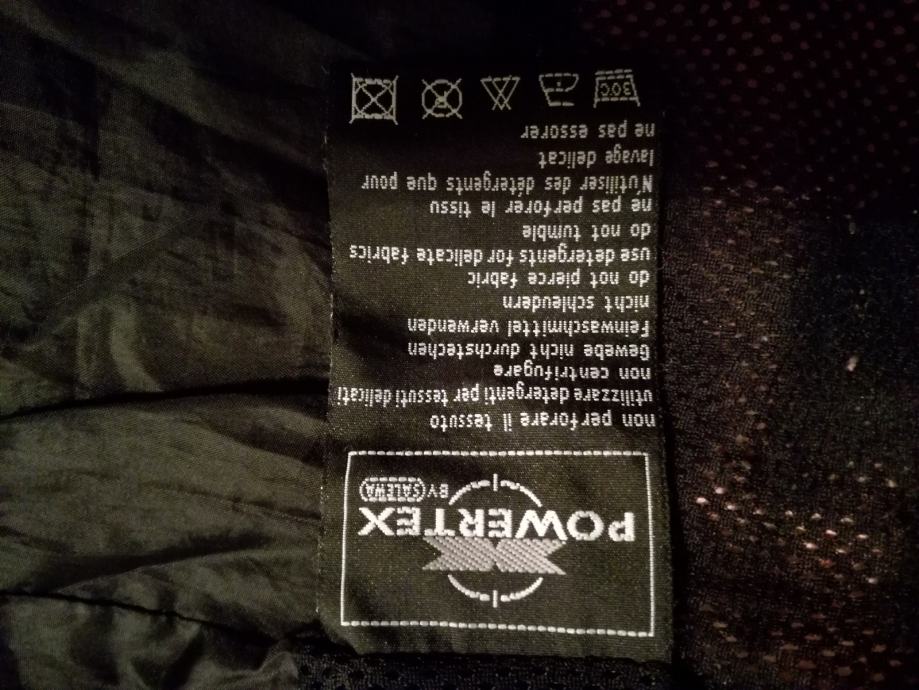 POWERTEX
BY SALEWA
non perforare il tessuto
utilizzare detergenti per tessuti delicati
non centrifugare
Gewebe nicht durchstechen
Feinwaschmittel verwenden
nicht schleudern
do not pierce fabric
use detergents for delicate fabrics
do not tumble
ne pas perforer le tissu
N'utiliser des détergents que pour
lavage delicat
ne pas essorer
30°C